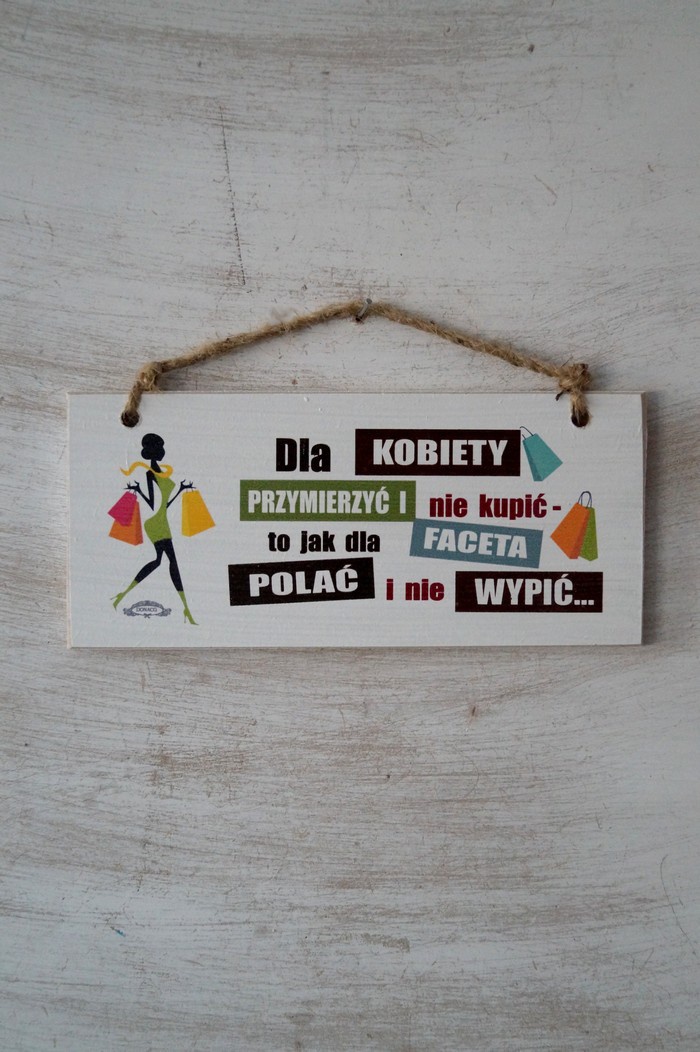 Dla KOBIETY
PRZYMIERZYĆ I nie kupić -
to jak dla FACETA
POLAĆ i nie WYPIĆ...